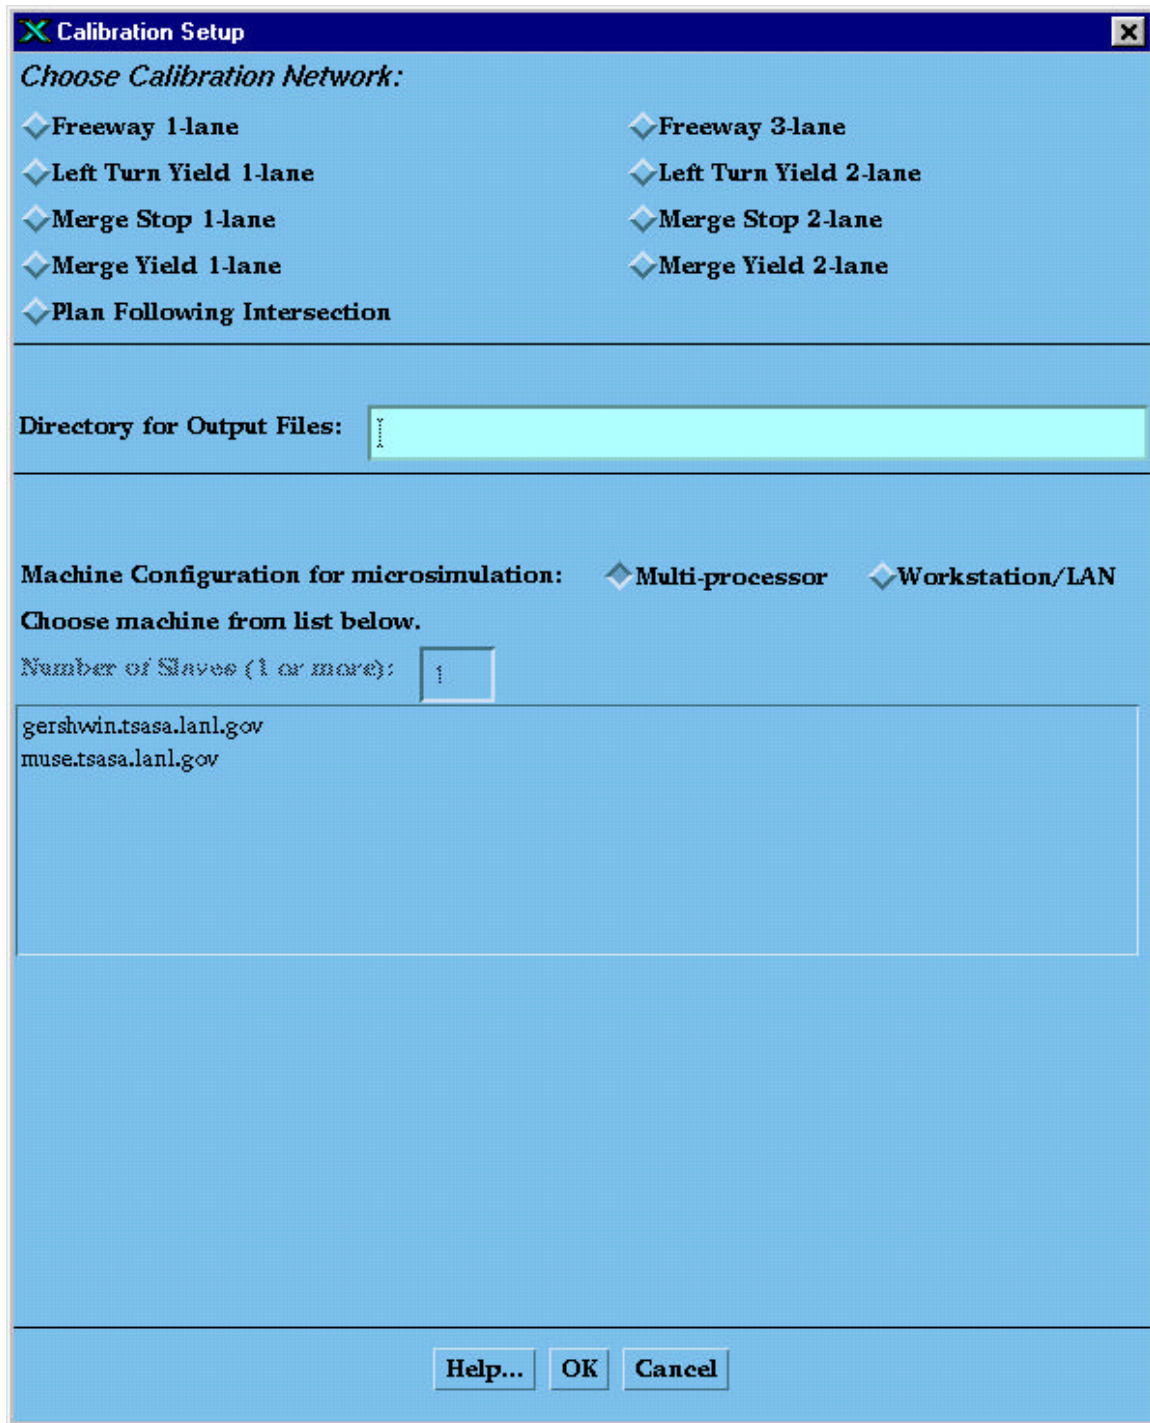 Calibration Setup
Choose Calibration Network:
Freeway 1-lane
Freeway 3-lane
Left Turn Yield 1-lane
Left Turn Yield 2-lane
Merge Stop 1-lane
Merge Stop 2-lane
Merge Yield 1-lane
Merge Yield 2-lane
Plan Following Intersection
Directory for Output Files:
Machine Configuration for microsimulation: Multi-processor Workstation/LAN
Choose machine from list below.
Number of Slaves (1 or more): 1
gershwin.tsasa.lanl.gov
muse.tsasa.lanl.gov
Help... OK Cancel